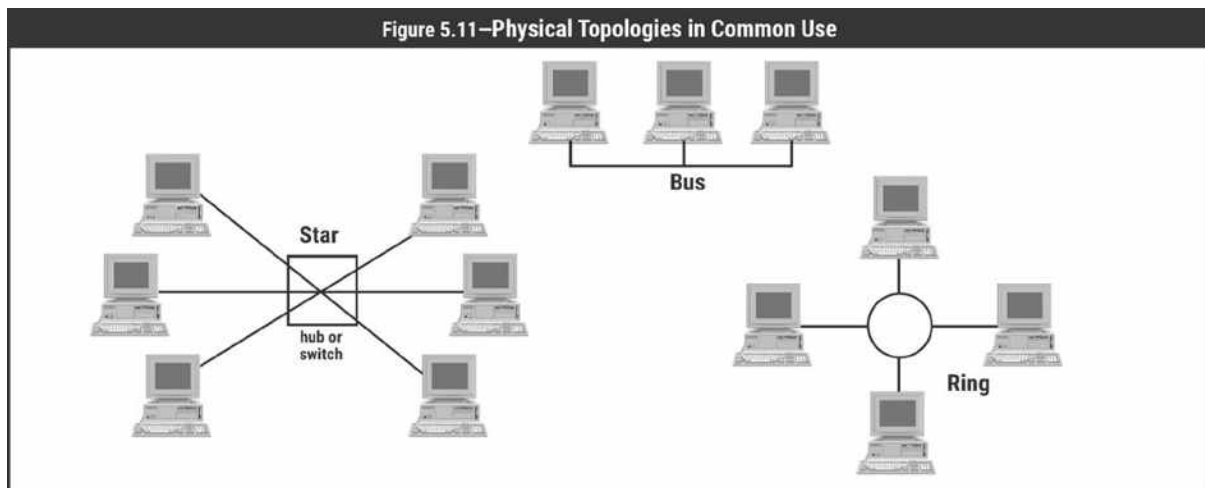 Figure 5.11—Physical Topologies in Common Use
Bus
Star
hub or
switch
Ring